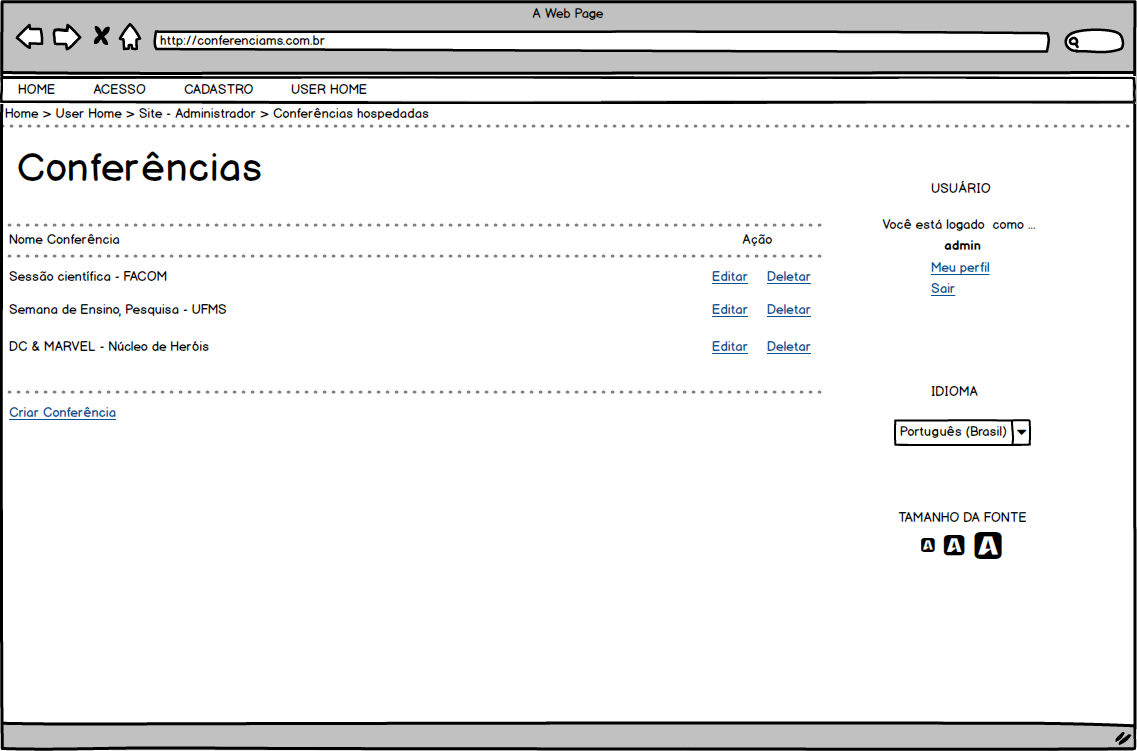 A Web Page
http://conferenciams.com.br
HOME ACESSO CADASTRO USER HOME
Home > User Home > Site - Administrador > Conferências hospedadas
Conferências
Nome Conferência Ação
Sessão científica - FACOM Editar Deletar
Semana de Ensino, Pesquisa - UFMS Editar Deletar
DC & MARVEL - Núcleo de Heróis Editar Deletar
Criar Conferência
USUÁRIO
Você está logado como ...
admin
Meu perfil
Sair
IDIOMA
Português (Brasil)
TAMANHO DA FONTE
A A A